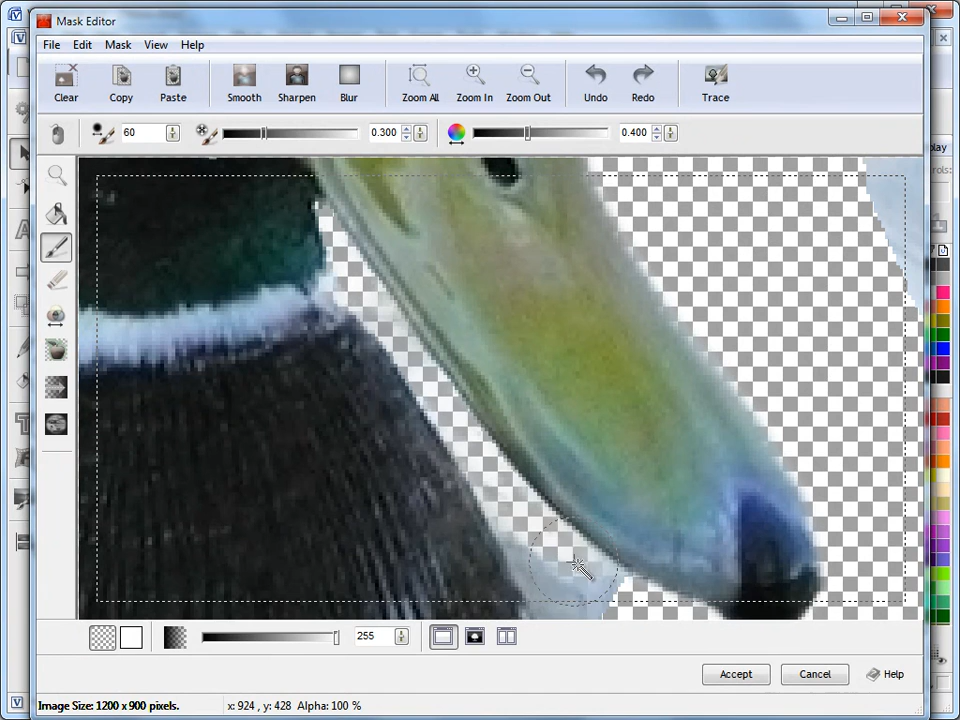 Mask Editor
File Edit Mask View Help
Clear Copy Paste Smooth Sharpen Blur Zoom All Zoom In Zoom Out Undo Redo Trace
60 0.300 0.400
255
Accept Cancel Help
Image Size: 1200 x 900 pixels. x: 924 , y: 428 Alpha: 100 %